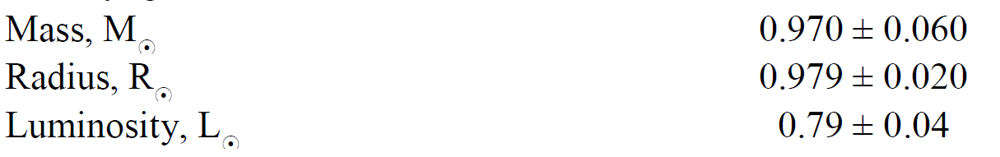 Mass, M☉ 0.970 ± 0.060
Radius, R☉ 0.979 ± 0.020
Luminosity, L☉ 0.79 ± 0.04